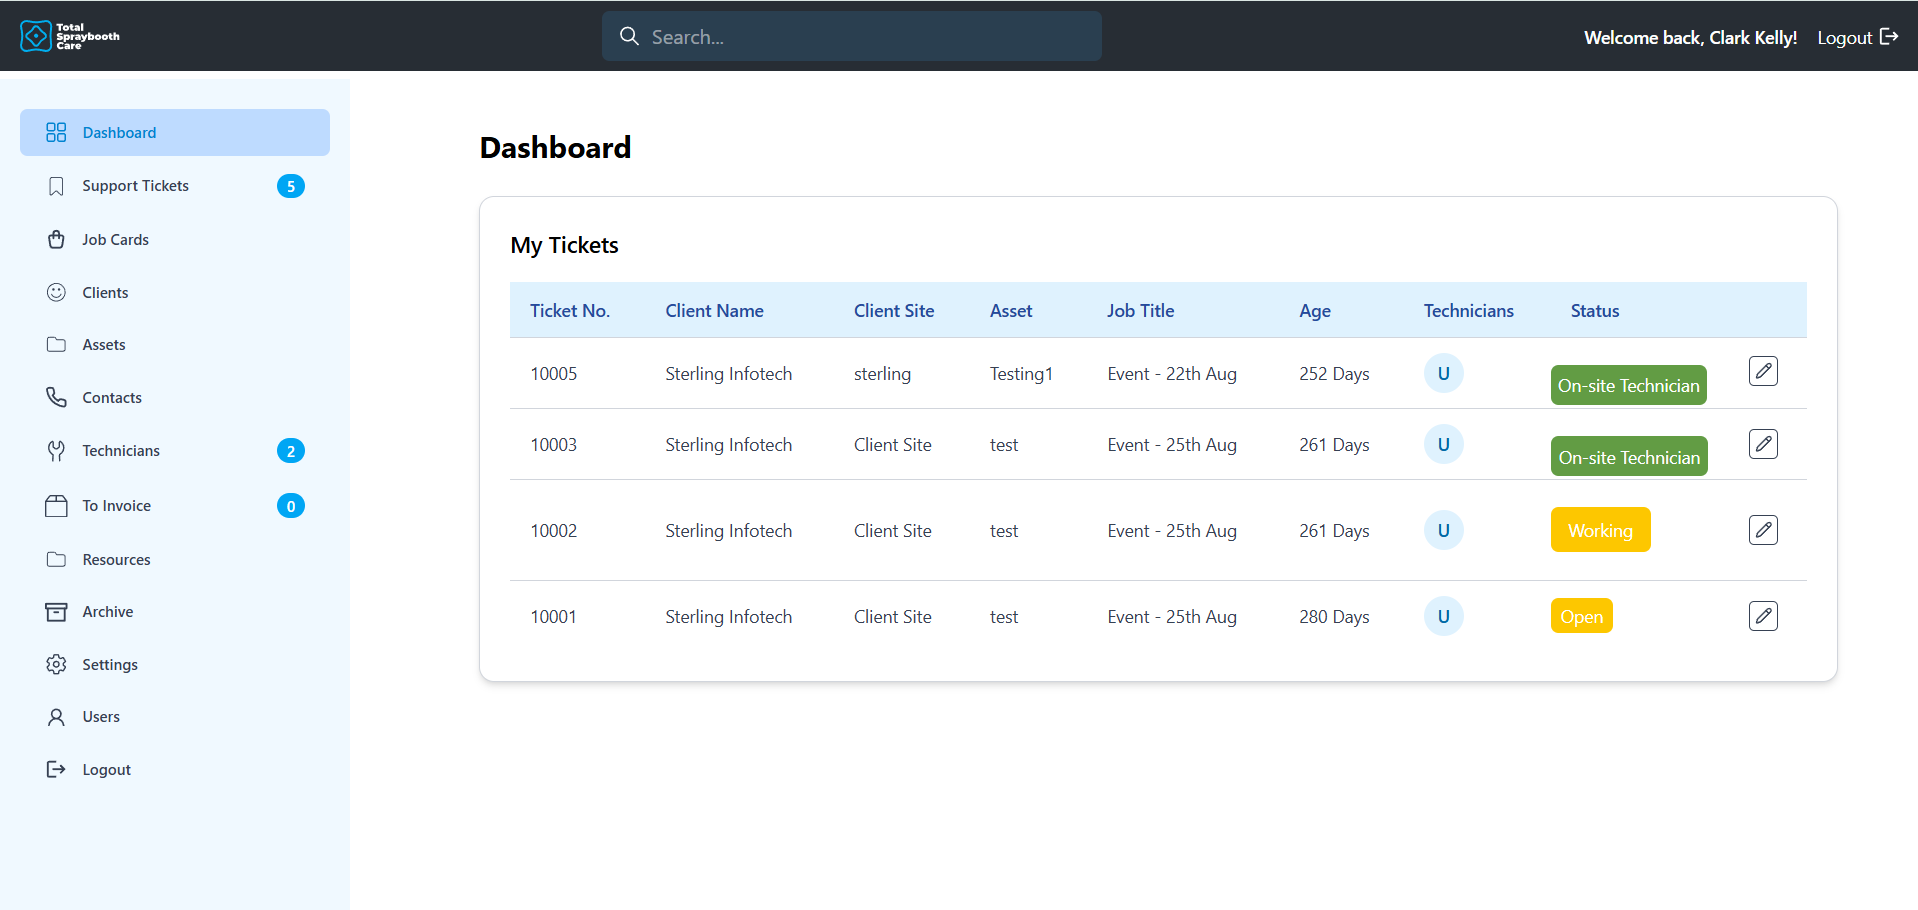 Total
Spraybooth
Care
Search...
Welcome back, Clark Kelly!
Logout
Dashboard
Support Tickets 5
Job Cards
Clients
Assets
Contacts
Technicians 2
To Invoice 0
Resources
Archive
Settings
Users
Logout
Dashboard
My Tickets
Ticket No. Client Name Client Site Asset Job Title Age Technicians Status
10005 Sterling Infotech sterling Testing1 Event - 22th Aug 252 Days U On-site Technician
10003 Sterling Infotech Client Site test Event - 25th Aug 261 Days U On-site Technician
10002 Sterling Infotech Client Site test Event - 25th Aug 261 Days U Working
10001 Sterling Infotech Client Site test Event - 25th Aug 280 Days U Open